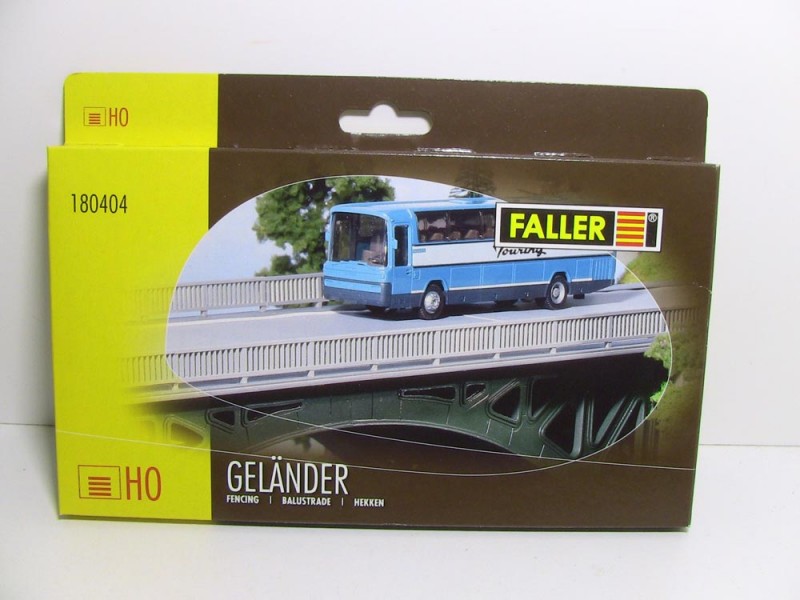 HO
180404
FALLER ®
Touring
HO
GELÄNDER
FENCING | BALUSTRADE | HEKKEN